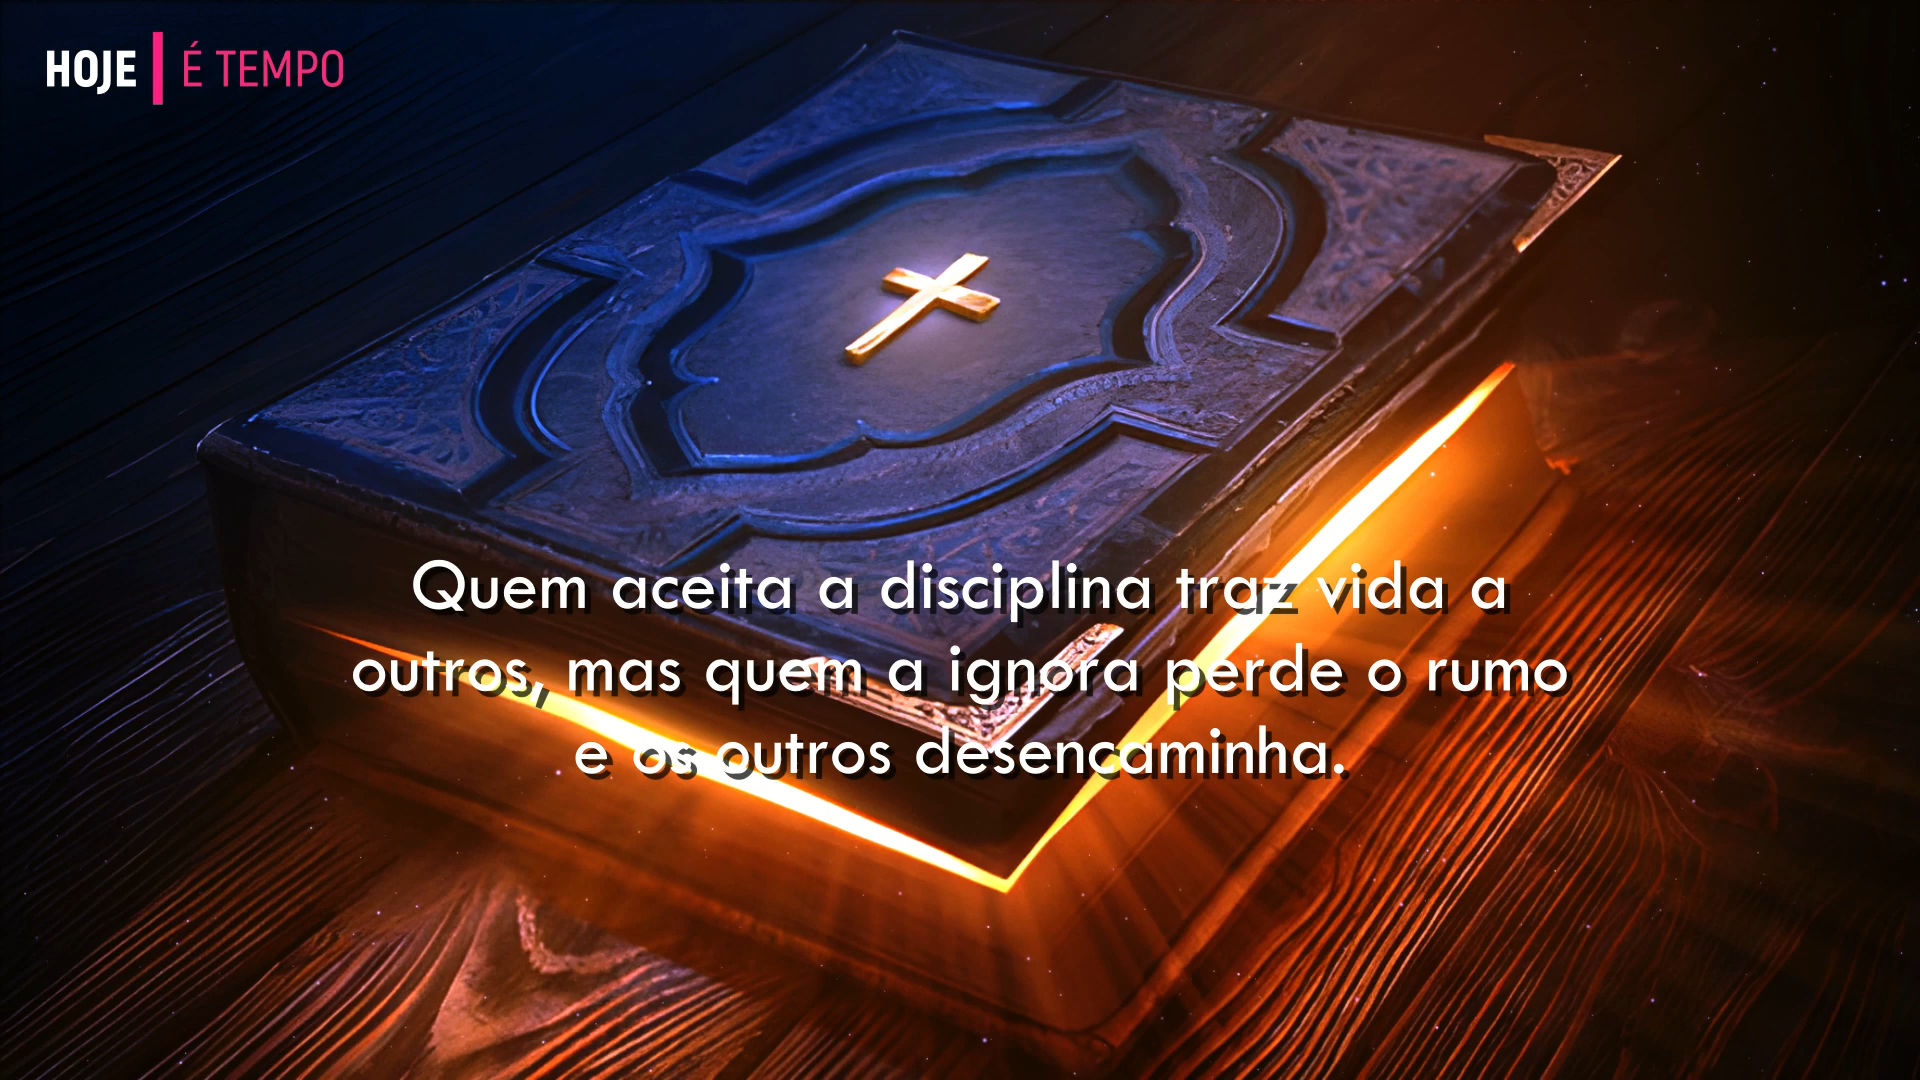 HOJE É TEMPO
Quem aceita a disciplina traz vida a
outros, mas quem a ignora perde o rumo
e os outros desencaminha.